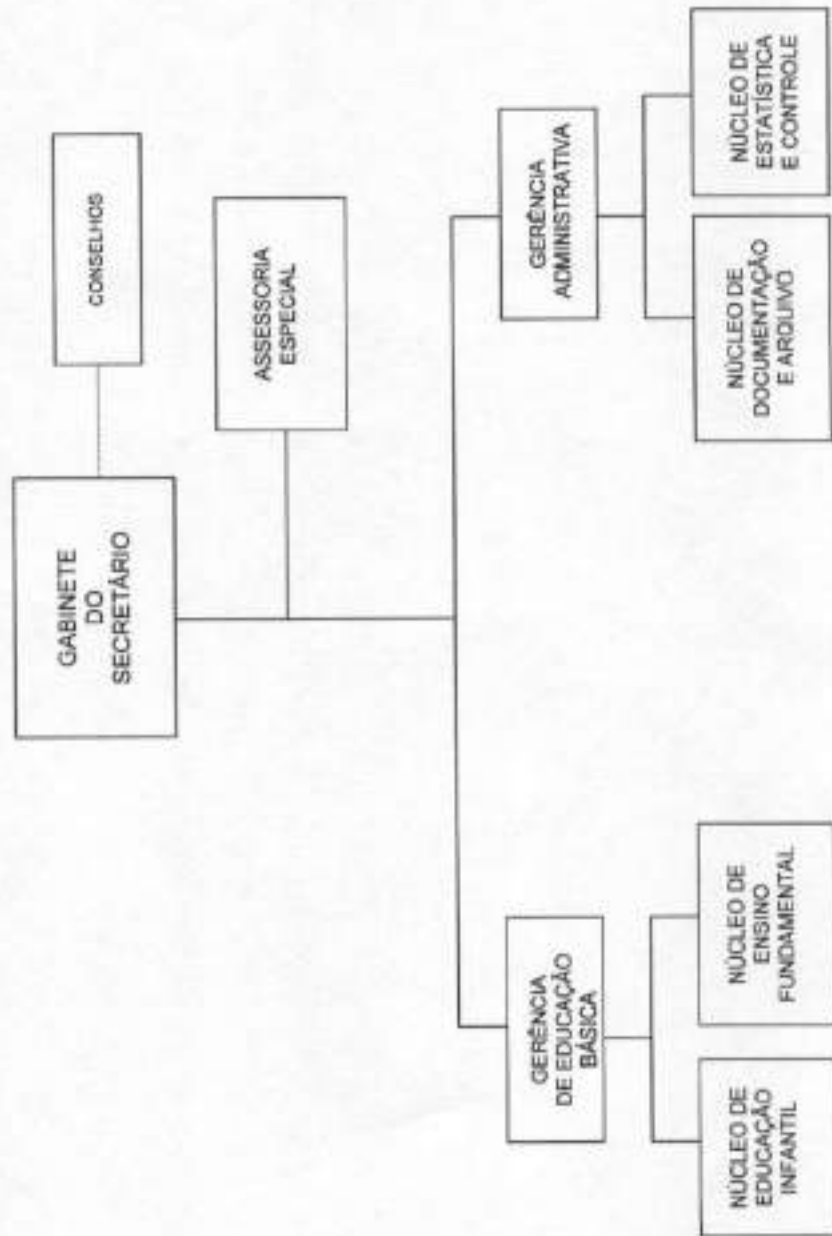 GABINETE
DO
SECRETÁRIO
CONSELHOS
ASSESSORIA
ESPECIAL
GERÊNCIA
DE EDUCAÇÃO
BÁSICA
GERÊNCIA
ADMINISTRATIVA
NÚCLEO DE
EDUCAÇÃO
INFANTIL
NÚCLEO DE
ENSINO
FUNDAMENTAL
NÚCLEO DE
DOCUMENTAÇÃO
E ARQUIVO
NÚCLEO DE
ESTATÍSTICA
E CONTROLE